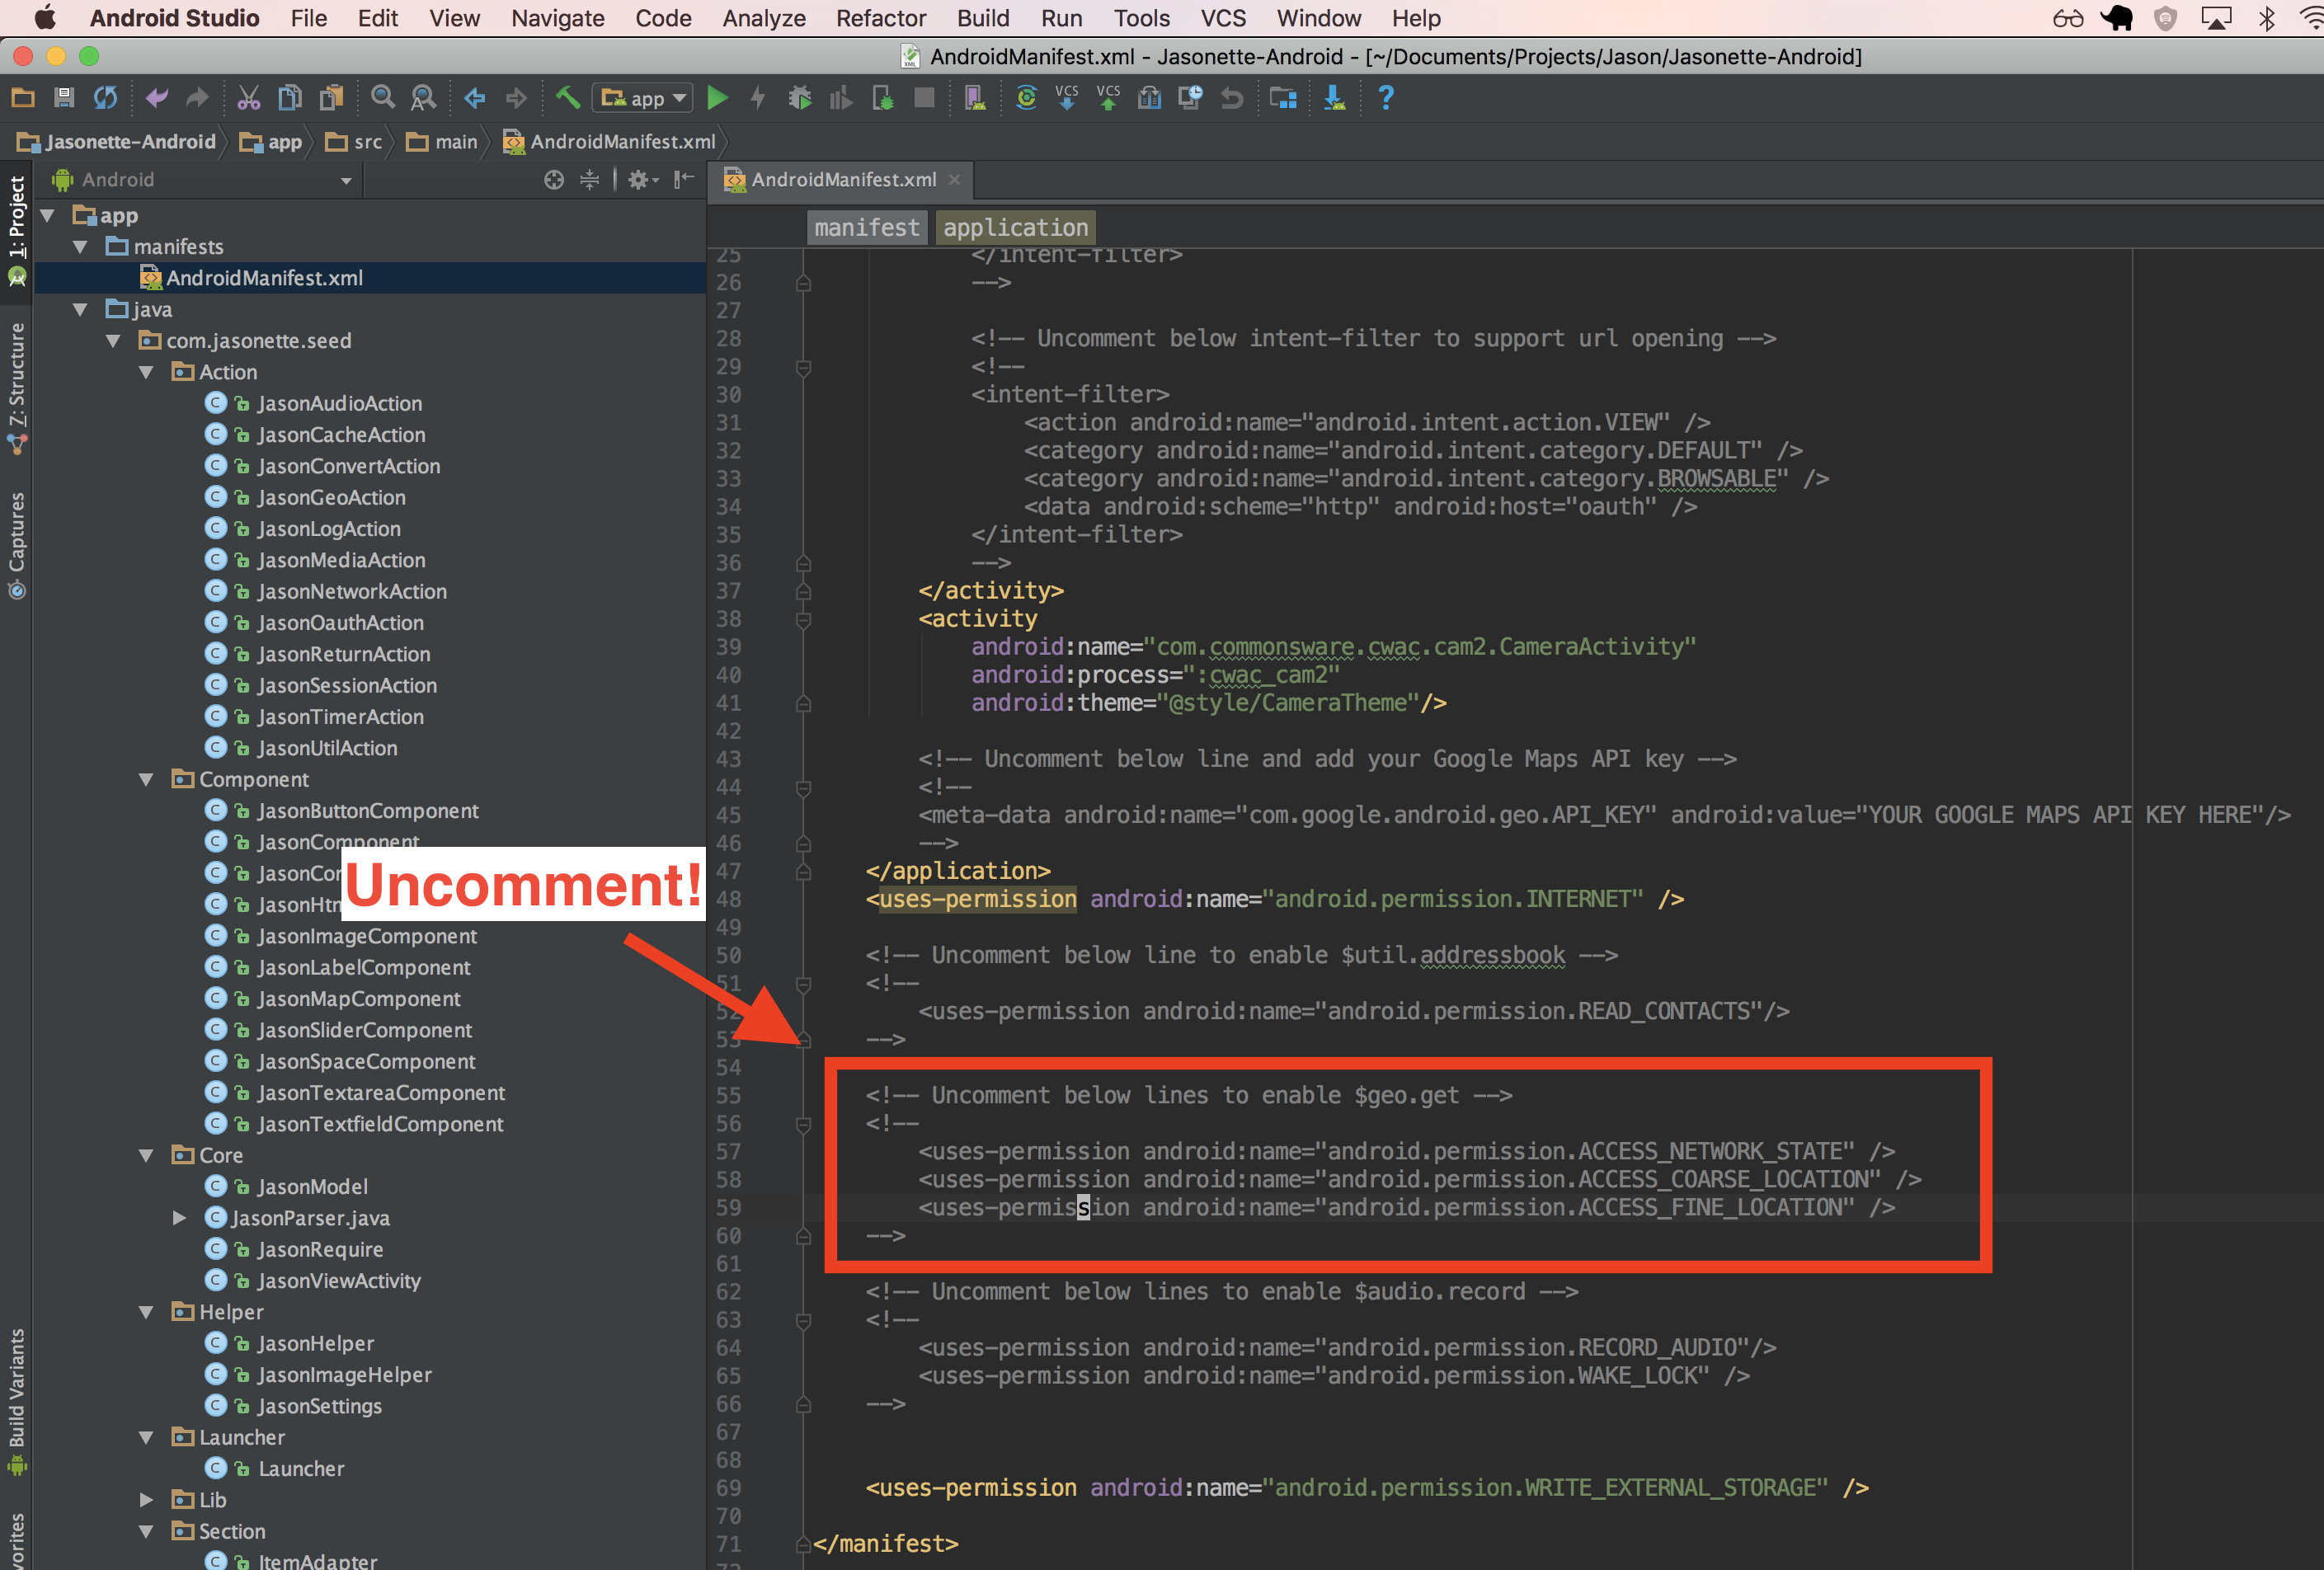 Android Studio File Edit View Navigate Code Analyze Refactor Build Run Tools VCS Window Help
AndroidManifest.xml - Jasonette-Android - [~/Documents/Projects/Jason/Jasonette-Android]
app VCS VCS ?
Jasonette-Android app src main AndroidManifest.xml
1: Project
Z: Structure
Captures
Build Variants
Android
app
manifests
AndroidManifest.xml
java
com.jasonette.seed
Action
JasonAudioAction
JasonCacheAction
JasonConvertAction
JasonGeoAction
JasonLogAction
JasonMediaAction
JasonNetworkAction
JasonOauthAction
JasonReturnAction
JasonSessionAction
JasonTimerAction
JasonUtilAction
Component
JasonButtonComponent
JasonComponent
Uncomment!
JasonImageComponent
JasonLabelComponent
JasonMapComponent
JasonSliderComponent
JasonSpaceComponent
JasonTextareaComponent
JasonTextfieldComponent
Core
JasonModel
JasonParser.java
JasonRequire
JasonViewActivity
Helper
JasonHelper
JasonImageHelper
JasonSettings
Launcher
Launcher
Lib
Section
ItemAdapter
AndroidManifest.xml
manifest application
25 </intent-filter>
26 -->
27
28 <!-- Uncomment below intent-filter to support url opening -->
29 <!--
30 <intent-filter>
31 <action android:name="android.intent.action.VIEW" />
32 <category android:name="android.intent.category.DEFAULT" />
33 <category android:name="android.intent.category.BROWSABLE" />
34 <data android:scheme="http" android:host="oauth" />
35 </intent-filter>
36 -->
37 </activity>
38 <activity
39 android:name="com.commonsware.cwac.cam2.CameraActivity"
40 android:process=":cwac_cam2"
41 android:theme="@style/CameraTheme"/>
42
43 <!-- Uncomment below line and add your Google Maps API key -->
44 <!--
45 <meta-data android:name="com.google.android.geo.API_KEY" android:value="YOUR GOOGLE MAPS API KEY HERE"/>
46 -->
47 </application>
48 <uses-permission android:name="android.permission.INTERNET" />
49
50 <!-- Uncomment below line to enable $util.addressbook -->
51 <!--
52 <uses-permission android:name="android.permission.READ_CONTACTS"/>
53 -->
54
55 <!-- Uncomment below lines to enable $geo.get -->
56 <!--
57 <uses-permission android:name="android.permission.ACCESS_NETWORK_STATE" />
58 <uses-permission android:name="android.permission.ACCESS_COARSE_LOCATION" />
59 <uses-permission android:name="android.permission.ACCESS_FINE_LOCATION" />
60 -->
61
62 <!-- Uncomment below lines to enable $audio.record -->
63 <!--
64 <uses-permission android:name="android.permission.RECORD_AUDIO"/>
65 <uses-permission android:name="android.permission.WAKE_LOCK" />
66 -->
67
68
69 <uses-permission android:name="android.permission.WRITE_EXTERNAL_STORAGE" />
70
71 </manifest>